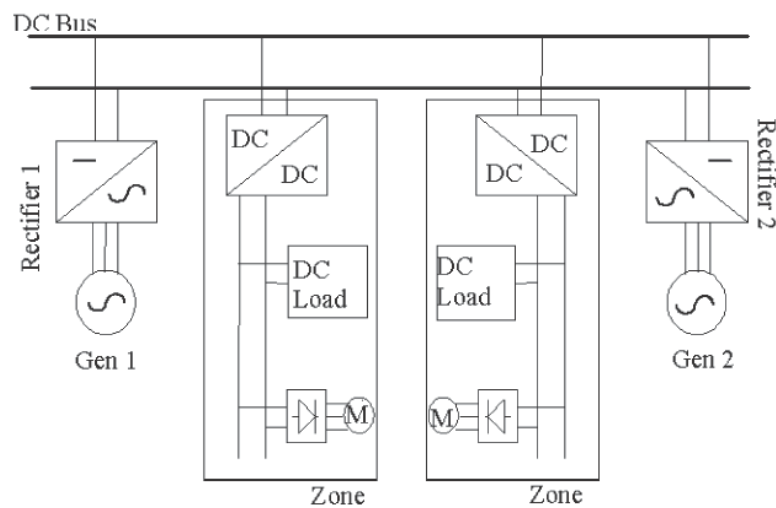 DC Bus
Rectifier 1
DC
DC
DC
DC
Rectifier 2
DC
Load
DC
Load
Gen 1
Gen 2
M
M
Zone
Zone